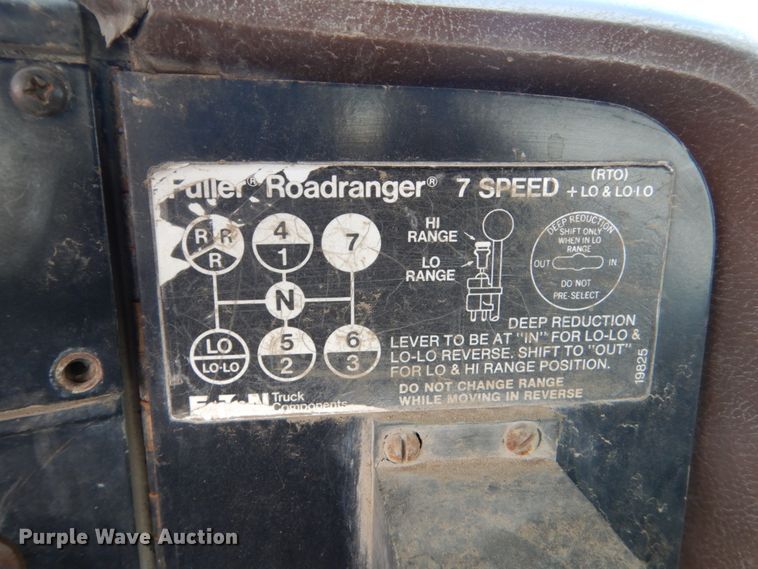 Fuller® Roadranger® 7 SPEED (RTO) + LO & LO-LO
R R R
4 1
7
N
LO LO-LO
5 2
6 3
HI RANGE
LO RANGE
DEEP REDUCTION
SHIFT ONLY
WHEN IN LO
RANGE
OUT IN
DO NOT
PRE-SELECT
DEEP REDUCTION
LEVER TO BE AT "IN" FOR LO-LO &
LO-LO REVERSE. SHIFT TO "OUT"
FOR LO & HI RANGE POSITION.
DO NOT CHANGE RANGE
WHILE MOVING IN REVERSE
19825
EATON Truck
Components
Purple Wave Auction